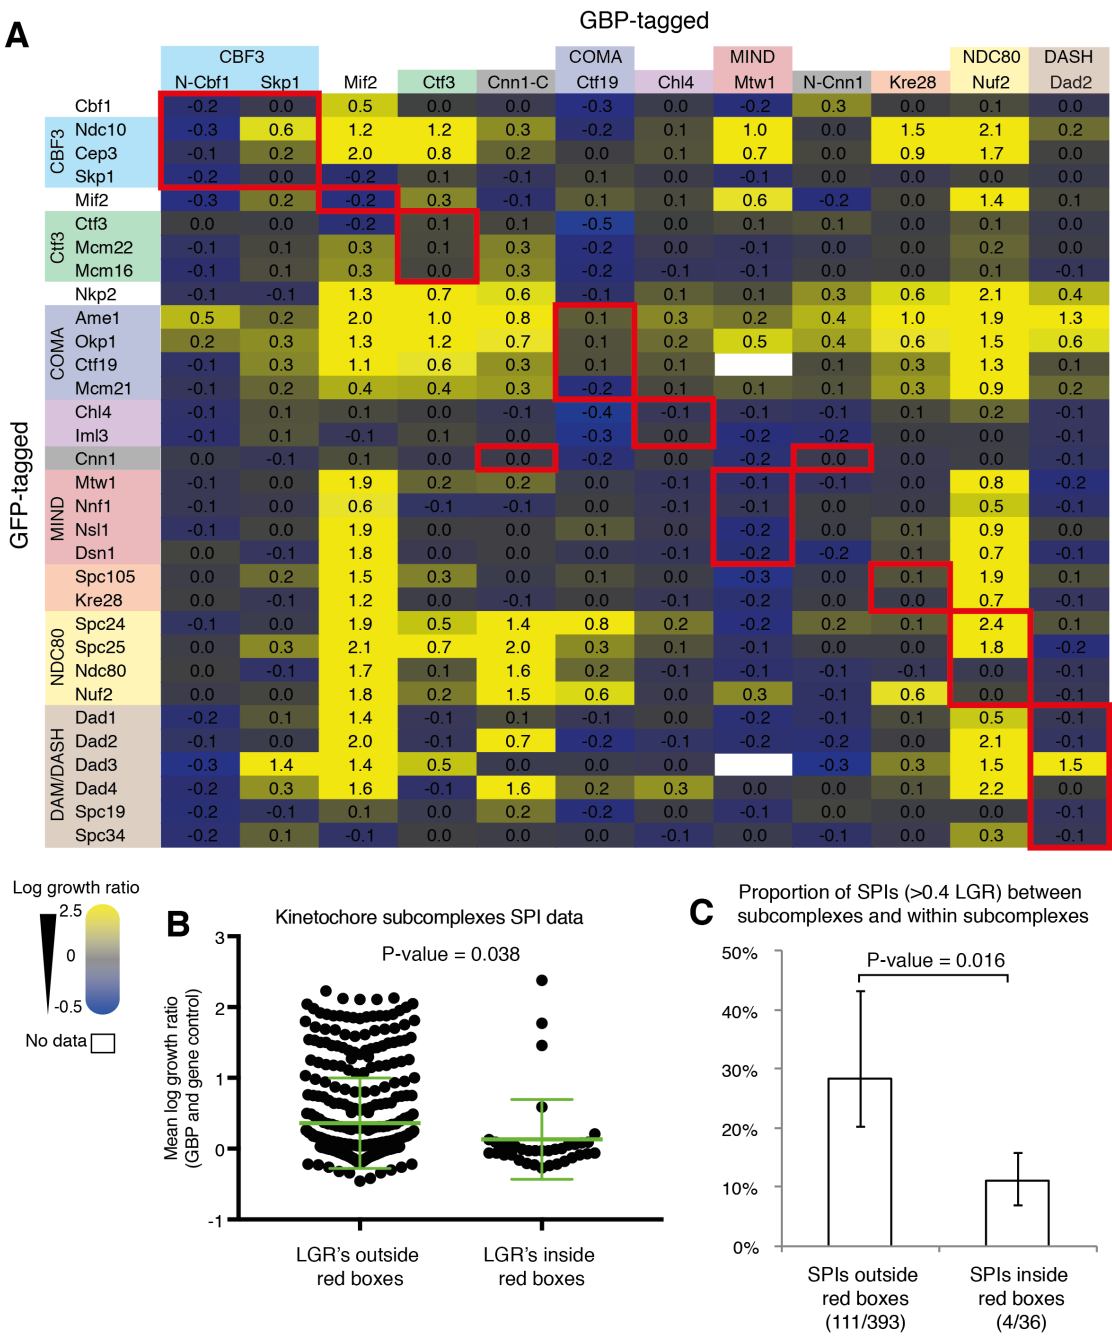 A
GBP-tagged
CBF3 COMA MIND NDC80 DASH
N-Cbf1 Skp1 Mif2 Ctf3 Cnn1-C Ctf19 Chl4 Mtw1 N-Cnn1 Kre28 Nuf2 Dad2
GFP-tagged
Cbf1 -0.2 0.0 0.5 0.0 0.0 -0.3 0.0 -0.2 0.3 0.0 0.1 0.0
CBF3
Ndc10 -0.3 0.6 1.2 1.2 0.3 -0.2 0.1 1.0 0.0 1.5 2.1 0.2
Cep3 -0.1 0.2 2.0 0.8 0.2 0.0 0.1 0.7 0.0 0.9 1.7 0.0
Skp1 -0.2 0.0 -0.2 0.1 -0.1 0.1 0.0 -0.1 0.0 0.0 0.0 0.0
Mif2 -0.3 0.2 -0.2 0.3 -0.1 0.1 0.1 0.6 -0.2 0.0 1.4 0.1
Ctf3
Ctf3 0.0 0.0 -0.2 0.1 0.1 -0.5 0.0 0.1 0.1 0.0 0.1 0.0
Mcm22 -0.1 0.1 0.3 0.1 0.3 -0.2 0.0 -0.1 0.0 0.0 0.2 0.0
Mcm16 -0.1 0.1 0.3 0.0 0.3 -0.2 -0.1 -0.1 0.0 0.0 0.1 -0.1
Nkp2 -0.1 -0.1 1.3 0.7 0.6 -0.1 0.1 0.1 0.3 0.6 2.1 0.4
COMA
Ame1 0.5 0.2 2.0 1.0 0.8 0.1 0.3 0.2 0.4 1.0 1.9 1.3
Okp1 0.2 0.3 1.3 1.2 0.7 0.1 0.2 0.5 0.4 0.6 1.5 0.6
Ctf19 -0.1 0.3 1.1 0.6 0.3 0.1 0.1 0.1 0.3 1.3 0.1
Mcm21 -0.1 0.2 0.4 0.4 0.3 -0.2 0.1 0.1 0.1 0.3 0.9 0.2
Chl4 -0.1 0.1 0.1 0.0 -0.1 -0.4 -0.1 -0.1 -0.1 0.1 0.2 -0.1
Iml3 -0.1 0.1 -0.1 0.1 0.0 -0.3 0.0 -0.2 -0.2 0.0 0.0 -0.1
Cnn1 0.0 -0.1 0.1 0.0 0.0 -0.2 0.0 -0.2 0.0 0.0 0.0 -0.1
MIND
Mtw1 -0.1 0.0 1.9 0.2 0.2 0.0 -0.1 -0.1 -0.1 0.0 0.8 -0.2
Nnf1 -0.1 0.0 0.6 -0.1 -0.1 0.0 -0.1 -0.1 0.0 0.0 0.5 -0.1
Nsl1 -0.1 0.0 1.9 0.0 0.0 0.1 0.0 -0.2 0.0 0.1 0.9 0.0
Dsn1 0.0 -0.1 1.8 0.0 0.0 0.0 -0.1 -0.2 -0.2 0.1 0.7 -0.1
Spc105 0.0 0.2 1.5 0.3 0.0 0.1 0.0 -0.3 0.0 0.1 1.9 0.1
Kre28 0.0 -0.1 1.2 0.0 -0.1 0.0 -0.1 -0.2 0.0 0.0 0.7 -0.1
NDC80
Spc24 -0.1 0.0 1.9 0.5 1.4 0.8 0.2 -0.2 0.2 0.1 2.4 0.1
Spc25 0.0 0.3 2.1 0.7 2.0 0.3 0.1 -0.1 0.1 0.0 1.8 -0.2
Ndc80 0.0 -0.1 1.7 0.1 1.6 0.2 -0.1 -0.1 -0.1 -0.1 0.0 -0.1
Nuf2 0.0 0.0 1.8 0.2 1.5 0.6 0.0 0.3 -0.1 0.6 0.0 -0.1
DAM/DASH
Dad1 -0.2 0.1 1.4 -0.1 0.1 -0.1 0.0 -0.2 -0.1 0.1 0.5 -0.1
Dad2 -0.1 0.0 2.0 -0.1 0.7 -0.2 -0.1 -0.2 -0.2 0.0 2.1 -0.1
Dad3 -0.3 1.4 1.4 0.5 0.0 0.0 0.0 -0.3 0.3 1.5 1.5
Dad4 -0.2 0.3 1.6 -0.1 1.6 0.2 0.3 0.0 0.0 0.1 2.2 0.0
Spc19 -0.2 -0.1 0.1 0.0 0.2 -0.2 0.0 -0.1 0.0 0.0 0.0 -0.1
Spc34 -0.2 0.1 -0.1 0.0 0.0 0.0 -0.1 0.0 -0.1 0.0 0.3 -0.1
Log growth ratio
2.5
0
-0.5
No data
B
Kinetochore subcomplexes SPI data
P-value = 0.038
Mean log growth ratio
(GBP and gene control)
3
2
1
0
-1
LGR's outside
red boxes
LGR's inside
red boxes
C
Proportion of SPIs (>0.4 LGR) between
subcomplexes and within subcomplexes
P-value = 0.016
50%
40%
30%
20%
10%
0%
SPIs outside
red boxes
(111/393)
SPIs inside
red boxes
(4/36)